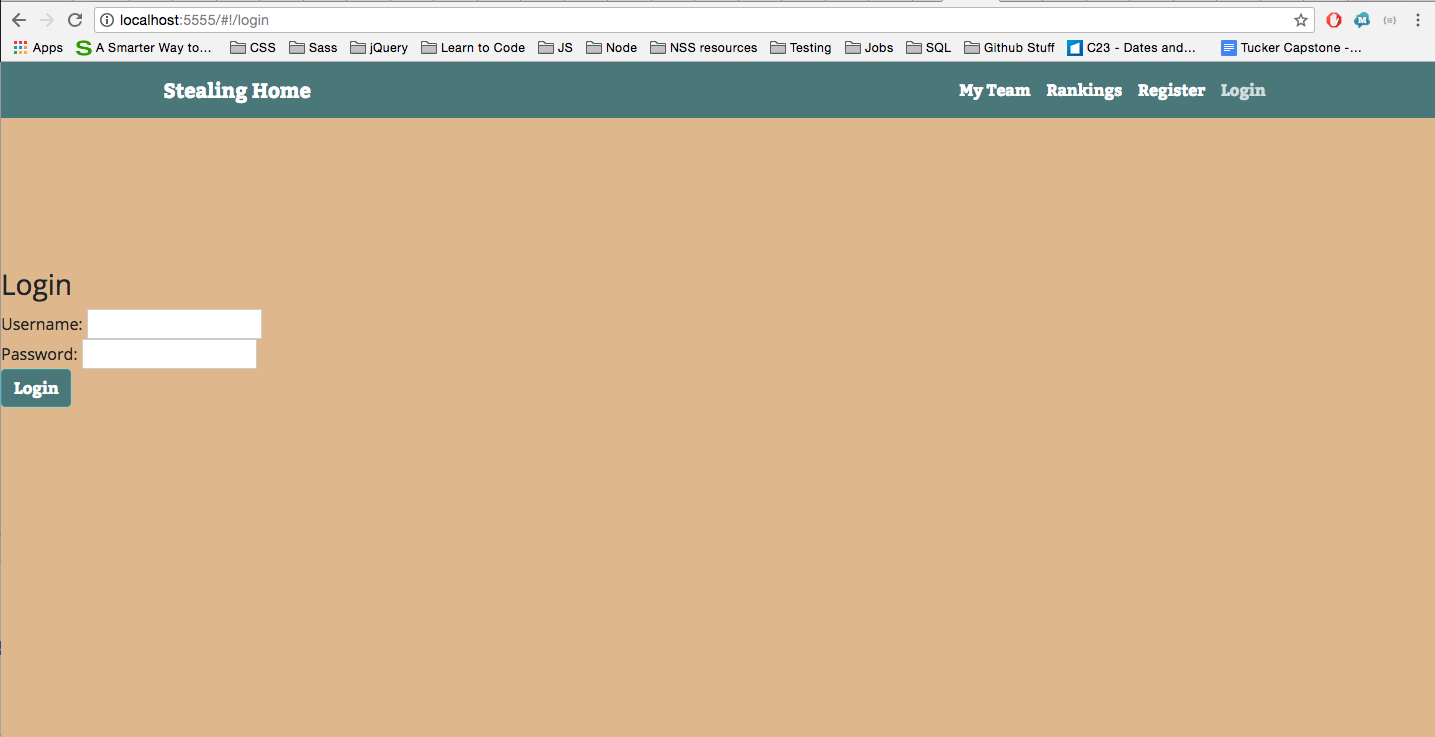 localhost:5555/#!/login
Apps A Smarter Way to... CSS Sass jQuery Learn to Code JS Node NSS resources Testing Jobs SQL Github Stuff C23 - Dates and... Tucker Capstone -...
Stealing Home My Team Rankings Register Login
Login
Username:
Password:
Login